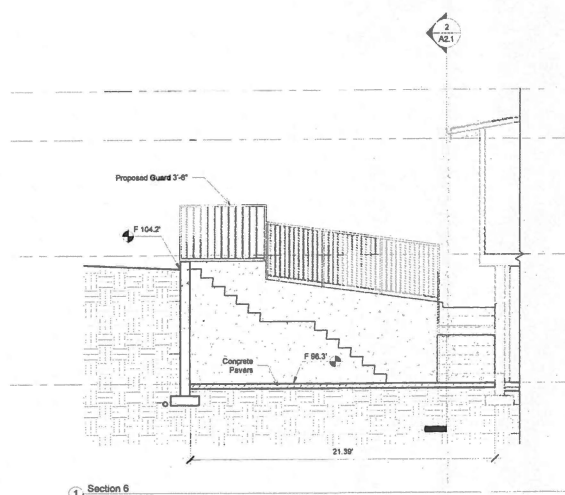 2
A2.1
Proposed Guard 3'-6"
F 104.2'
F 96.3'
Concrete
Pavers
21.39'
1 Section 6